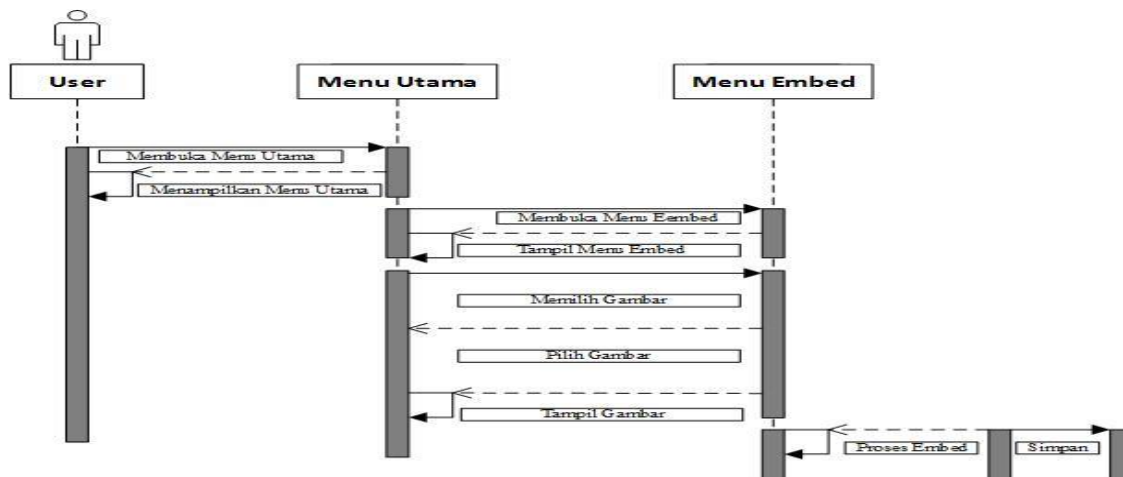 User
Menu Utama
Menu Embed
Membuka Menu Utama
Menampilkan Menu Utama
Membuka Menu Eembed
Tampil Menu Embed
Memilih Gambar
Pilih Gambar
Tampil Gambar
Proses Embed
Simpan